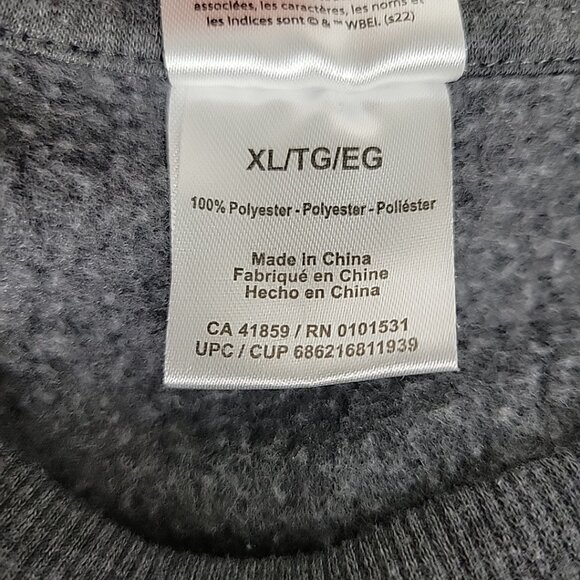 associées, les caractères, les noms et
les indices sont © & ™ WBEI. (s22)
XL/TG/EG
100% Polyester - Polyester - Poliéster
Made in China
Fabriqué en Chine
Hecho en China
CA 41859 / RN 0101531
UPC / CUP 686216811939